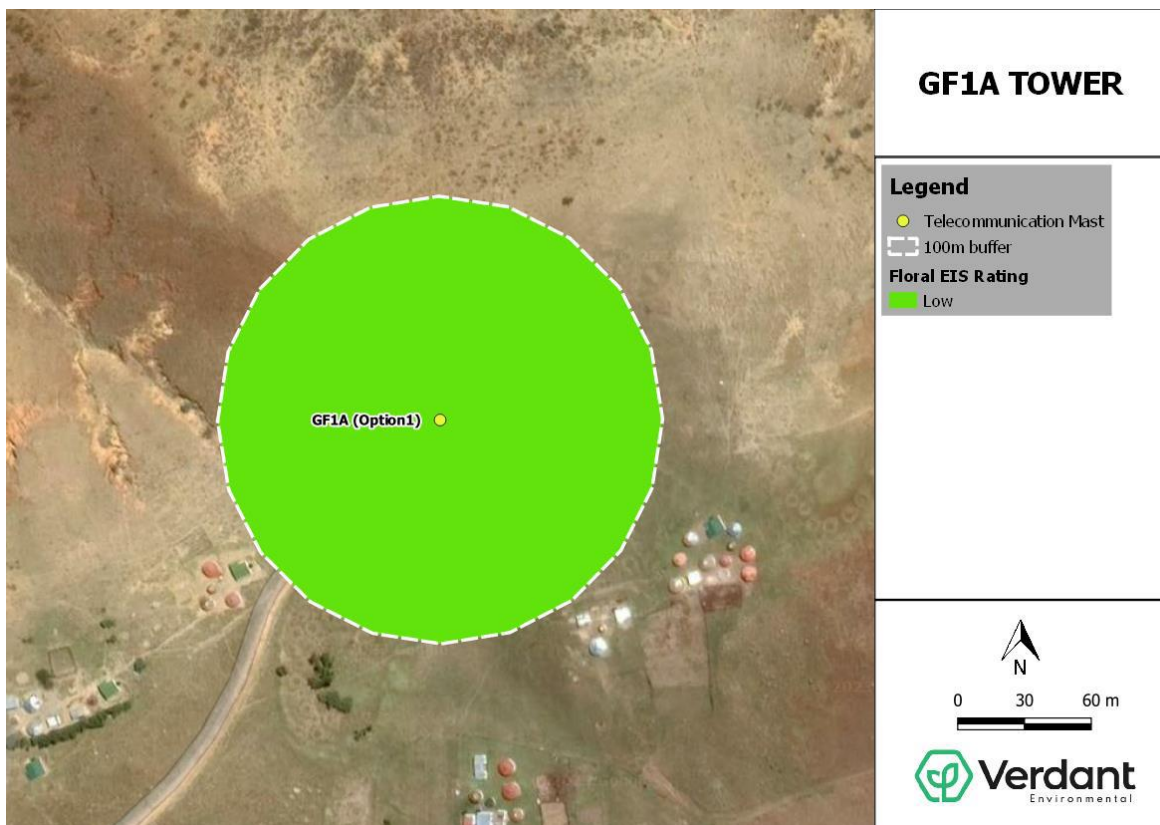 GF1A TOWER
Legend
Telecommunication Mast
100m buffer
Floral EIS Rating
Low
GF1A (Option1)
N
0 30 60 m
Verdant
Environmental